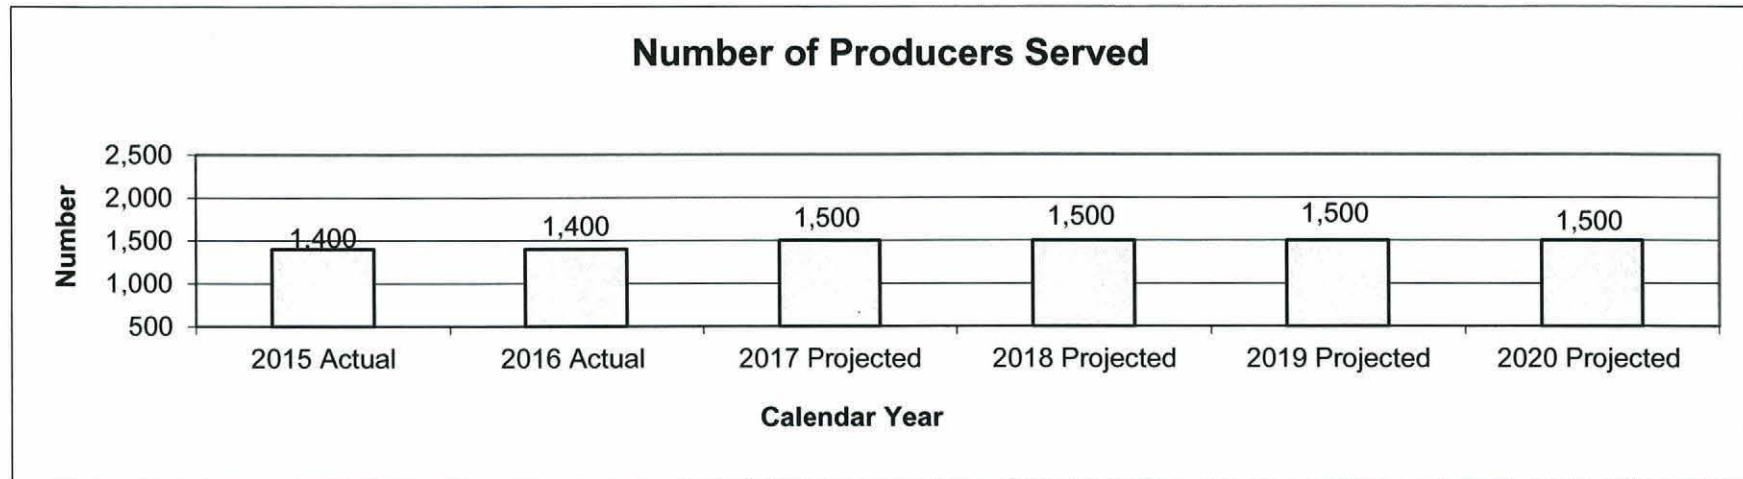 Number of Producers Served
2,500
2,000
1,500
1,000
500
Number
1,400
1,400
1,500
1,500
1,500
1,500
2015 Actual
2016 Actual
2017 Projected
2018 Projected
2019 Projected
2020 Projected
Calendar Year